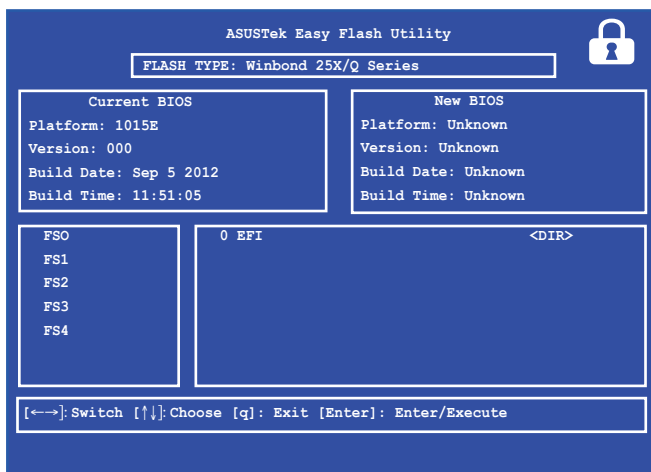 ASUSTek Easy Flash Utility
FLASH TYPE: Winbond 25X/Q Series
Current BIOS
Platform: 1015E
Version: 000
Build Date: Sep 5 2012
Build Time: 11:51:05
New BIOS
Platform: Unknown
Version: Unknown
Build Date: Unknown
Build Time: Unknown
FSO
FS1
FS2
FS3
FS4
0 EFI <DIR>
[←→]: Switch [↑↓]: Choose [q]: Exit [Enter]: Enter/Execute